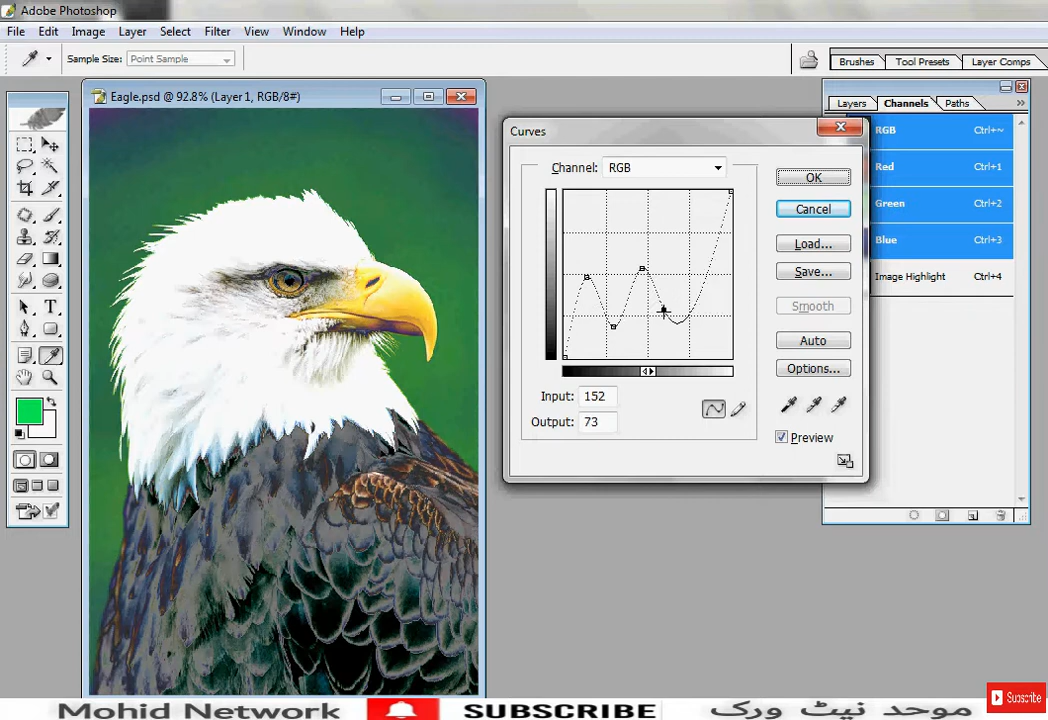 Adobe Photoshop
File Edit Image Layer Select Filter View Window Help
Sample Size: Point Sample
Brushes Tool Presets Layer Comps
Eagle.psd @ 92.8% (Layer 1, RGB/8#)
Layers Channels Paths
RGB Ctrl+~
Red Ctrl+1
Green Ctrl+2
Blue Ctrl+3
Image Highlight Ctrl+4
Curves
Channel: RGB
OK
Cancel
Load...
Save...
Smooth
Auto
Options...
Input: 152
Output: 73
Preview
Subscribe
Mohid Network SUBSCRIBE موحد نیٹ ورک